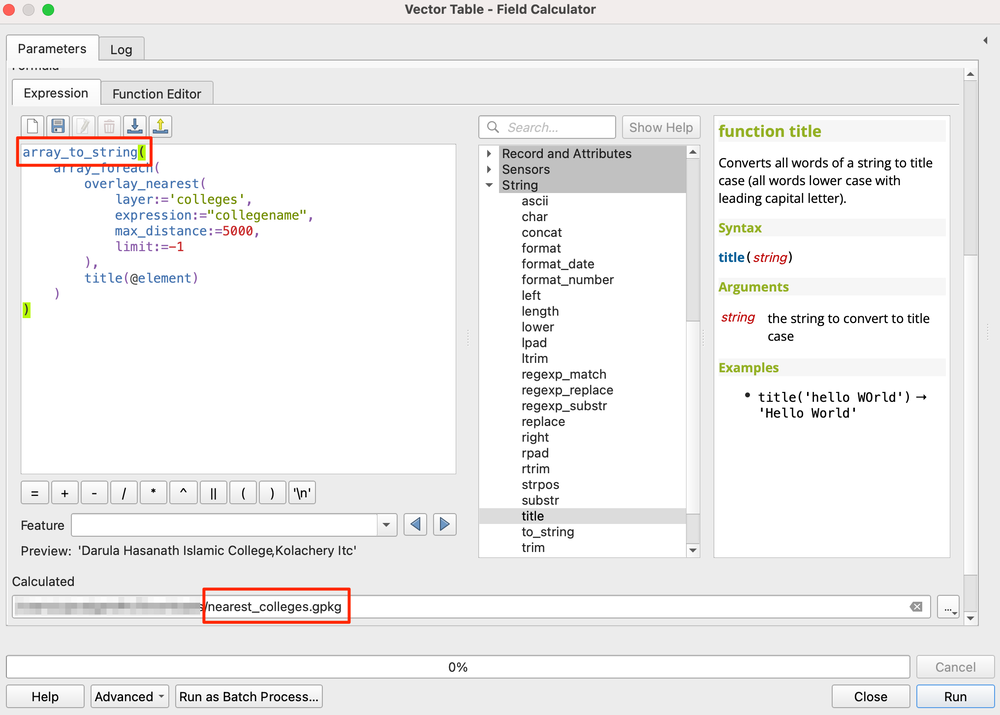 Vector Table - Field Calculator
Parameters
Log
Expression
Function Editor
array_to_string(
    array_foreach(
        overlay_nearest(
            layer:='colleges',
            expression:="collegename",
            max_distance:=5000,
            limit:=-1
        ),
        title(@element)
    )
)
= + - / * ^ || ( ) '\n'
Feature
Preview: 'Darula Hasanath Islamic College,Kolachery Itc'
Search...
Show Help
Record and Attributes
Sensors
String
ascii
char
concat
format
format_date
format_number
left
length
lower
lpad
ltrim
regexp_match
regexp_replace
regexp_substr
replace
right
rpad
rtrim
strpos
substr
title
to_string
trim
function title
Converts all words of a string to title
case (all words lower case with
leading capital letter).
Syntax
title(string)
Arguments
string the string to convert to title
case
Examples
• title('hello WOrld') → 
'Hello World'
Calculated
/nearest_colleges.gpkg
...
0%
Cancel
Help
Advanced
Run as Batch Process...
Close
Run